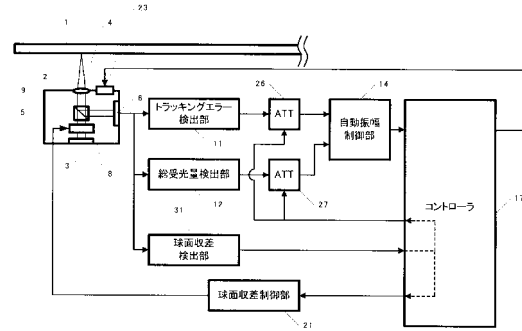 23
1
4
2
9
5
6
3
8
トラッキングエラー
検出部
11
26
ATT
14
自動振幅
制御部
総受光量検出部
12
ATT
27
コントローラ
17
31
球面収差
検出部
球面収差制御部
21